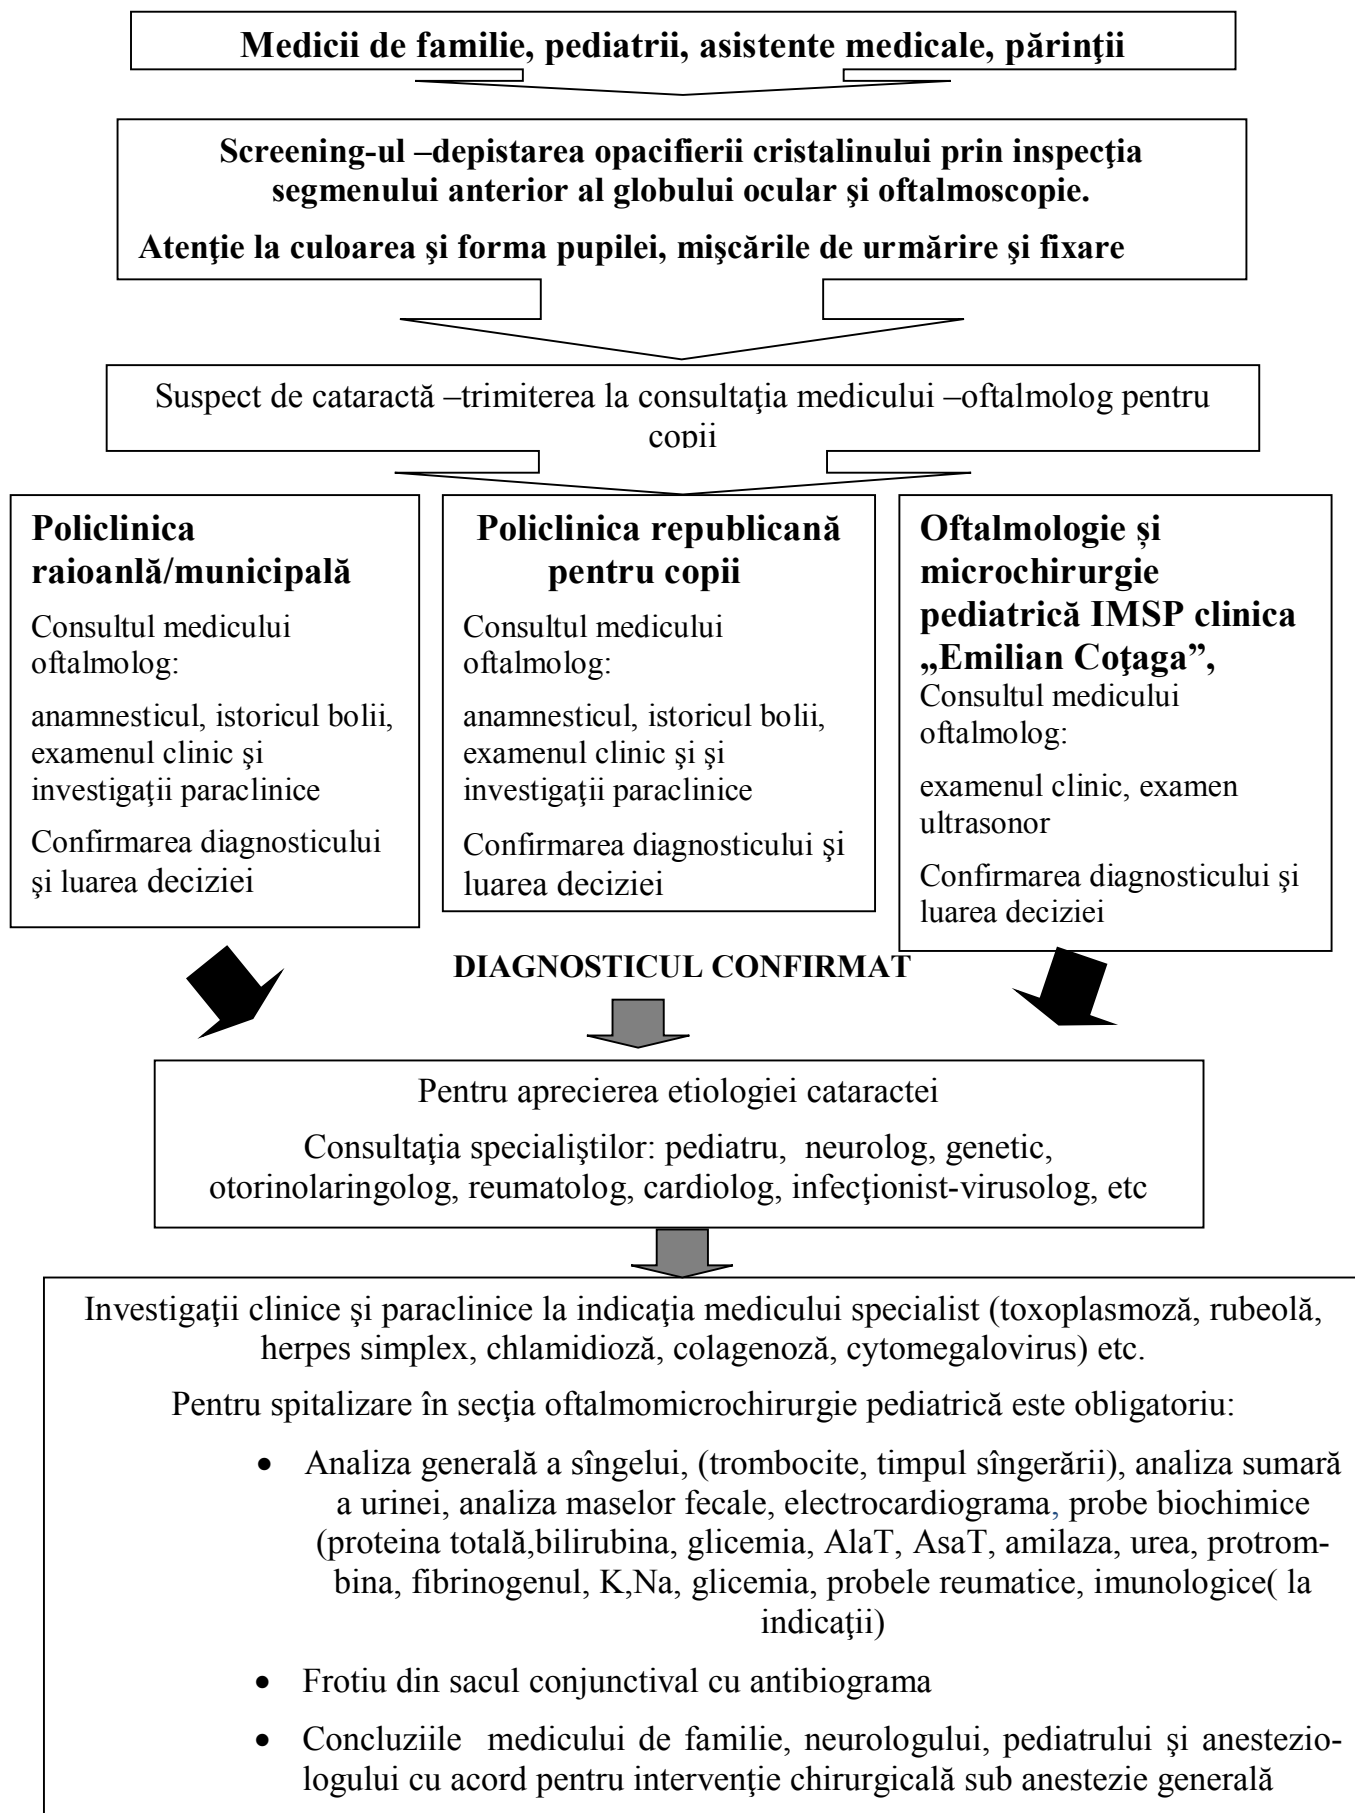 Medicii de familie, pediatrii, asistente medicale, părinţii
Screening-ul –depistarea opacifierii cristalinului prin inspecţia
segmenului anterior al globului ocular şi oftalmoscopie.
Atenţie la culoarea şi forma pupilei, mişcările de urmărire şi fixare
Suspect de cataractă –trimiterea la consultaţia medicului –oftalmolog pentru
copii
Policlinica
raioanlă/municipală
Consultul medicului
oftalmolog:
anamnesticul, istoricul bolii,
examenul clinic şi
investigaţii paraclinice
Confirmarea diagnosticului
şi luarea deciziei
Policlinica republicană
pentru copii
Consultul medicului
oftalmolog:
anamnesticul, istoricul bolii,
examenul clinic şi şi
investigaţii paraclinice
Confirmarea diagnosticului şi
luarea deciziei
Oftalmologie și
microchirurgie
pediatrică IMSP clinica
„Emilian Coţaga”,
Consultul medicului
oftalmolog:
examenul clinic, examen
ultrasonor
Confirmarea diagnosticului şi
luarea deciziei
DIAGNOSTICUL CONFIRMAT
Pentru aprecierea etiologiei cataractei
Consultaţia specialiştilor: pediatru, neurolog, genetic,
otorinolaringolog, reumatolog, cardiolog, infecţionist-virusolog, etc
Investigaţii clinice şi paraclinice la indicaţia medicului specialist (toxoplasmoză, rubeolă,
herpes simplex, chlamidioză, colagenoză, cytomegalovirus) etc.
Pentru spitalizare în secţia oftalmomicrochirurgie pediatrică este obligatoriu:
• Analiza generală a sîngelui, (trombocite, timpul sîngerării), analiza sumară
a urinei, analiza maselor fecale, electrocardiograma, probe biochimice
(proteina totală,bilirubina, glicemia, AlaT, AsaT, amilaza, urea, protrom-
bina, fibrinogenul, K,Na, glicemia, probele reumatice, imunologice( la
indicaţii)
• Frotiu din sacul conjunctival cu antibiograma
• Concluziile medicului de familie, neurologului, pediatrului şi anestezio-
logului cu acord pentru intervenţie chirurgicală sub anestezie generală